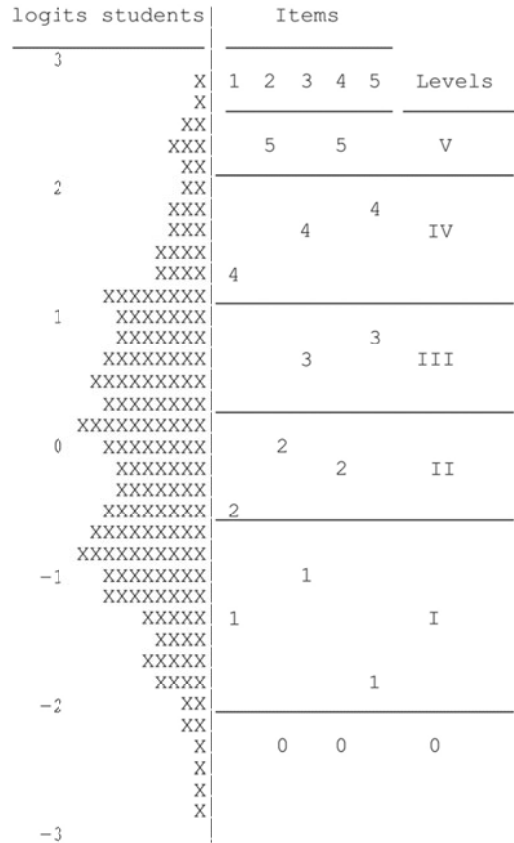 logits students Items
3
X 1 2 3 4 5 Levels
X
XX
XXX 5 5 V
XX
2 XX
XXX 4
XXX 4 IV
XXXX
XXXX 4
XXXXXXXX
1 XXXXXXX
XXXXXXX 3
XXXXXXXX 3 III
XXXXXXXXX
XXXXXXXX
XXXXXXXXXX
0 XXXXXXXX 2
XXXXXXX 2 II
XXXXXXX
XXXXXXXX 2
XXXXXXXXX
XXXXXXXXXX
−1 XXXXXXXX 1
XXXXXXXX
XXXXX 1 I
XXXX
XXXXX
XXXX 1
−2 XX
XX
X 0 0 0
X
X
X
−3